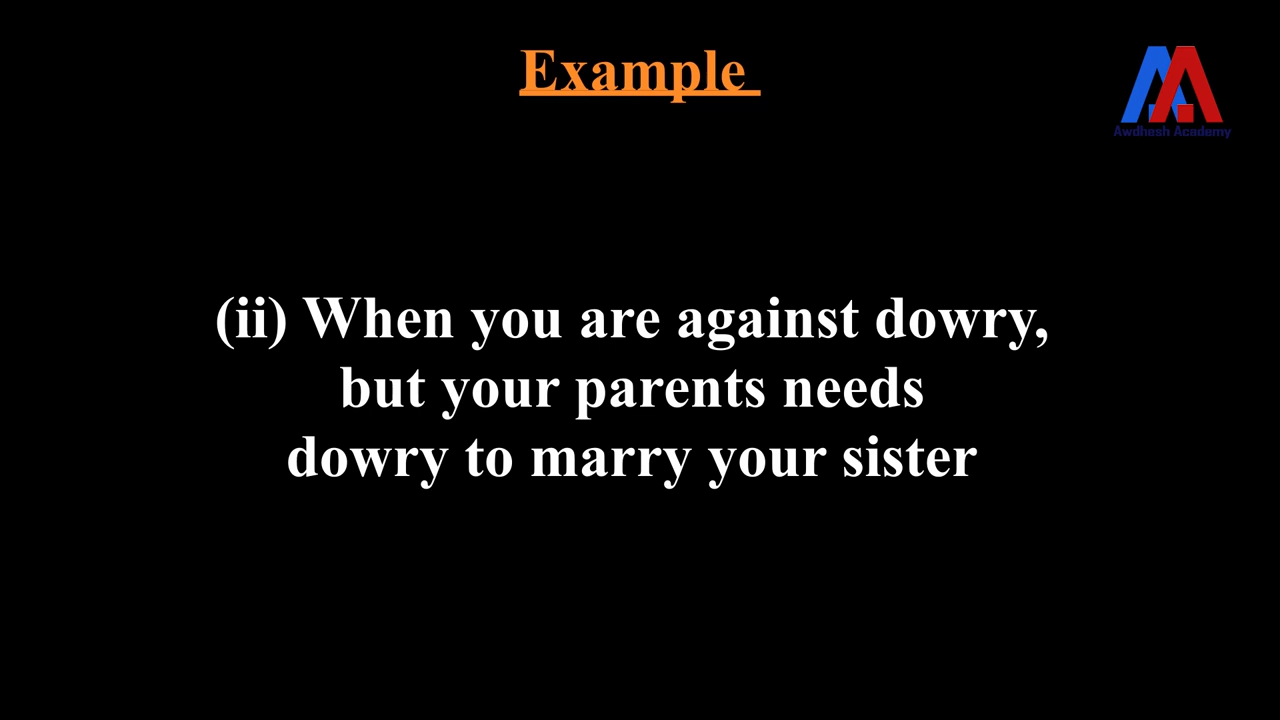 Example
Awdhesh Academy
(ii) When you are against dowry,
but your parents needs
dowry to marry your sister